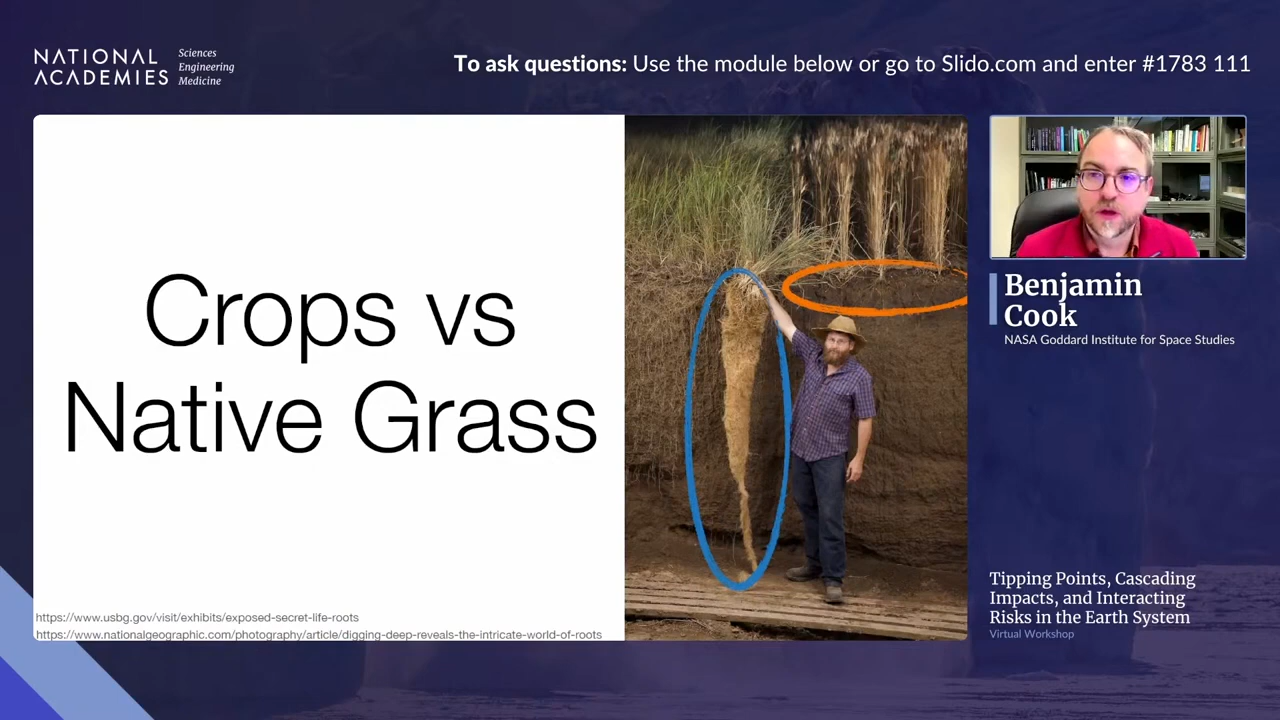 NATIONAL
ACADEMIES
Sciences
Engineering
Medicine
To ask questions: Use the module below or go to Slido.com and enter #1783 111
Crops vs
Native Grass
https://www.usbg.gov/visit/exhibits/exposed-secret-life-roots
https://www.nationalgeographic.com/photography/article/digging-deep-reveals-the-intricate-world-of-roots
Benjamin
Cook
NASA Goddard Institute for Space Studies
Tipping Points, Cascading
Impacts, and Interacting
Risks in the Earth System
Virtual Workshop